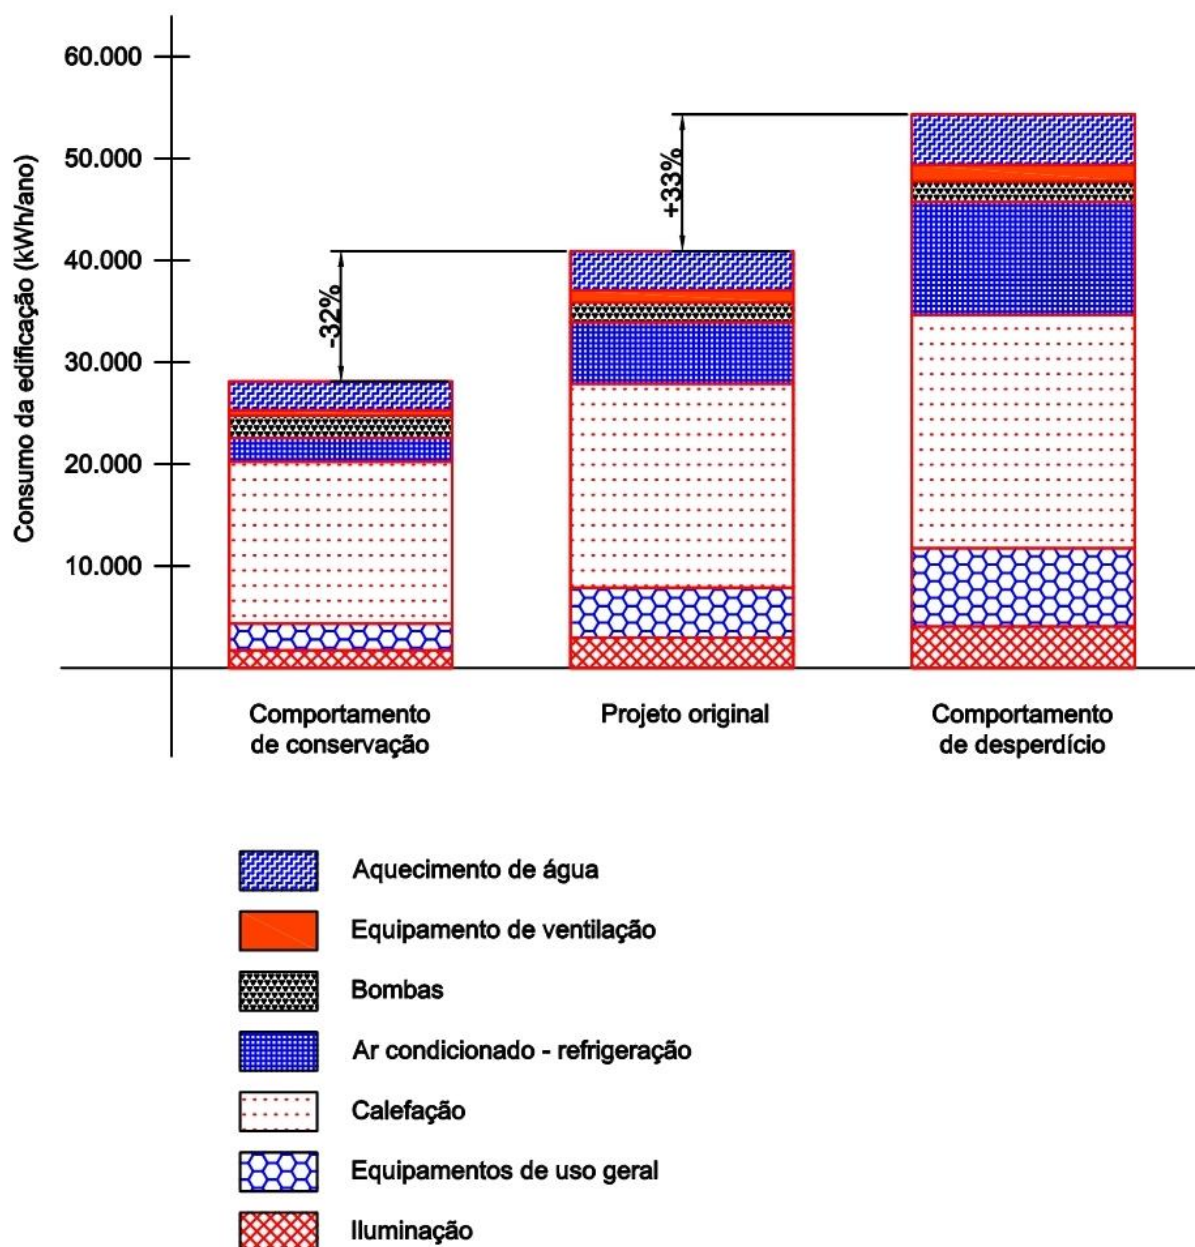 60.000
50.000
40.000
30.000
20.000
10.000
Consumo da edificação (kWh/ano)
-32%
+33%
Comportamento
de conservação
Projeto original
Comportamento
de desperdício
Aquecimento de água
Equipamento de ventilação
Bombas
Ar condicionado - refrigeração
Calefação
Equipamentos de uso geral
Iluminação